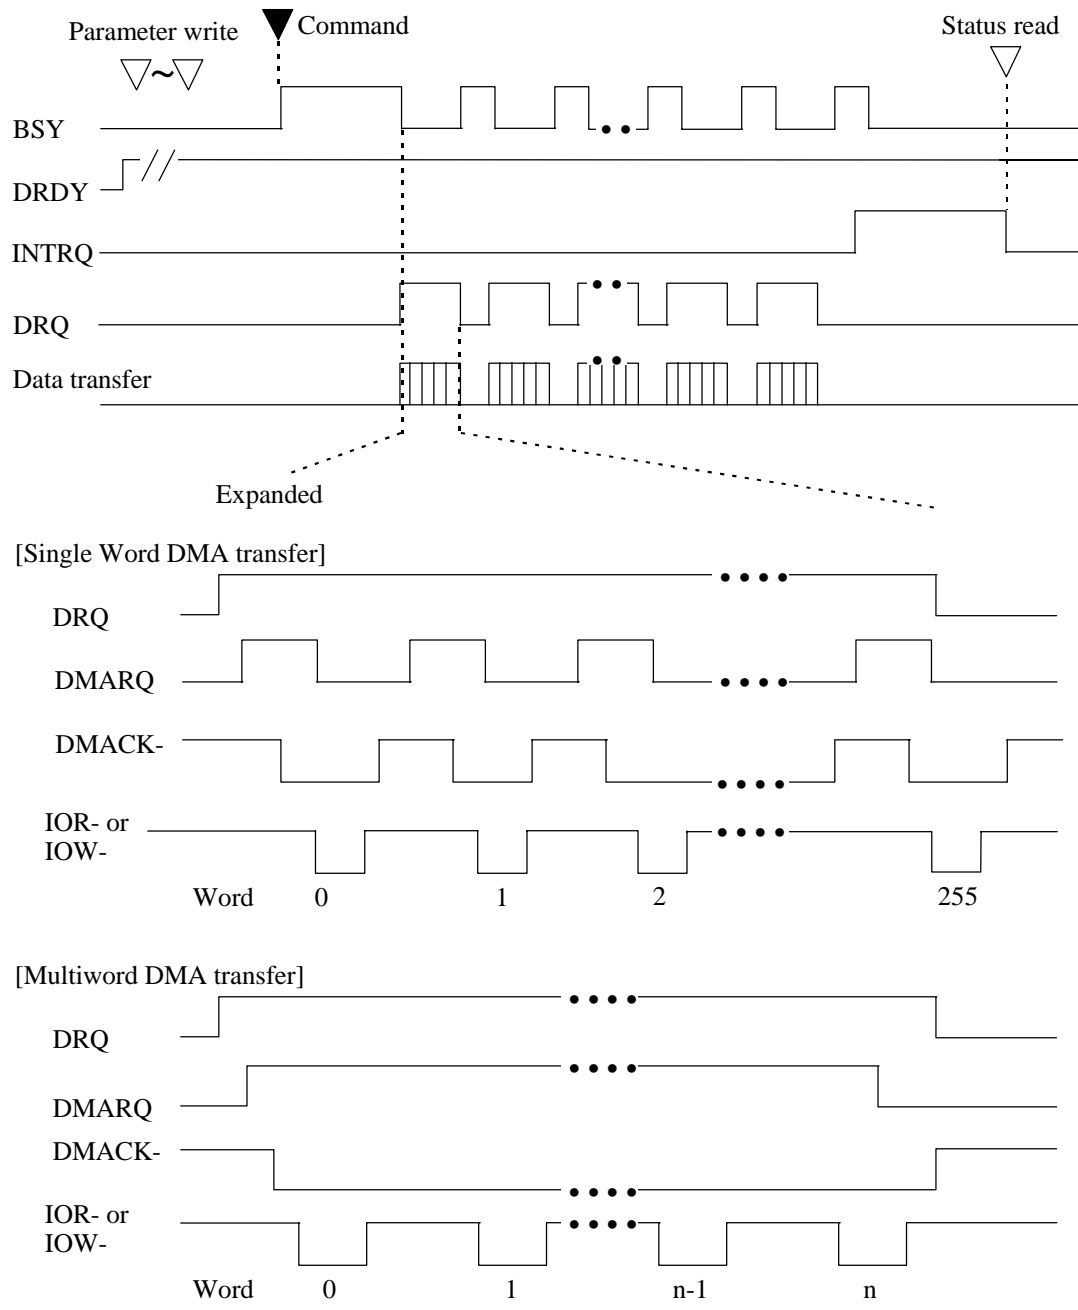 Parameter write
Command
Status read
BSY
DRDY
INTRQ
DRQ
Data transfer
Expanded
[Single Word DMA transfer]
DRQ
DMARQ
DMACK-
IOR- or
IOW-
Word 0 1 2 255
[Multiword DMA transfer]
DRQ
DMARQ
DMACK-
IOR- or
IOW-
Word 0 1 n-1 n